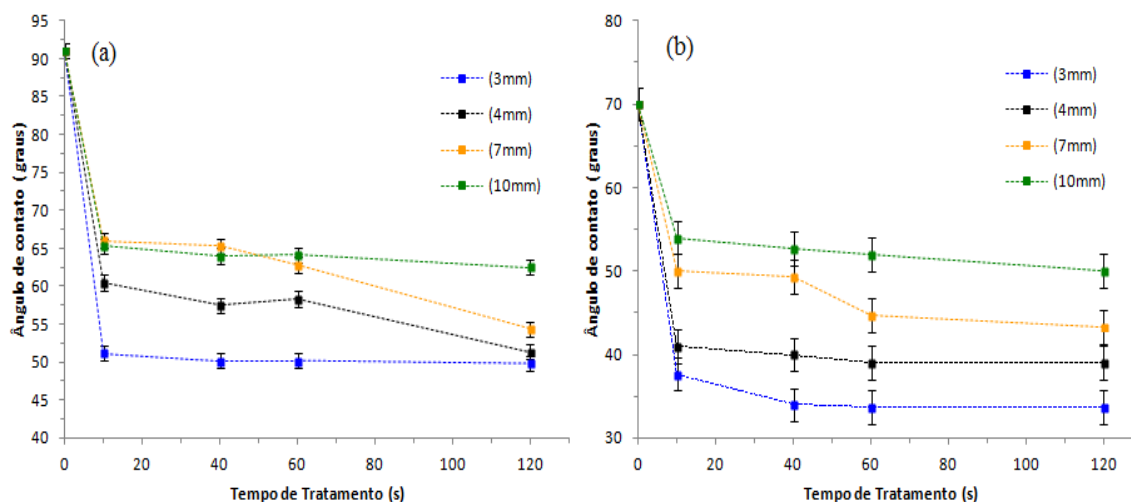 (a)
Ângulo de contato ( graus)
95
90
85
80
75
70
65
60
55
50
45
40
0
20
40
60
80
100
120
Tempo de Tratamento (s)
(3mm)
(4mm)
(7mm)
(10mm)
(b)
Ângulo de contato (graus)
80
70
60
50
40
30
0
20
40
60
80
100
120
Tempo de Tratamento (s)
(3mm)
(4mm)
(7mm)
(10mm)